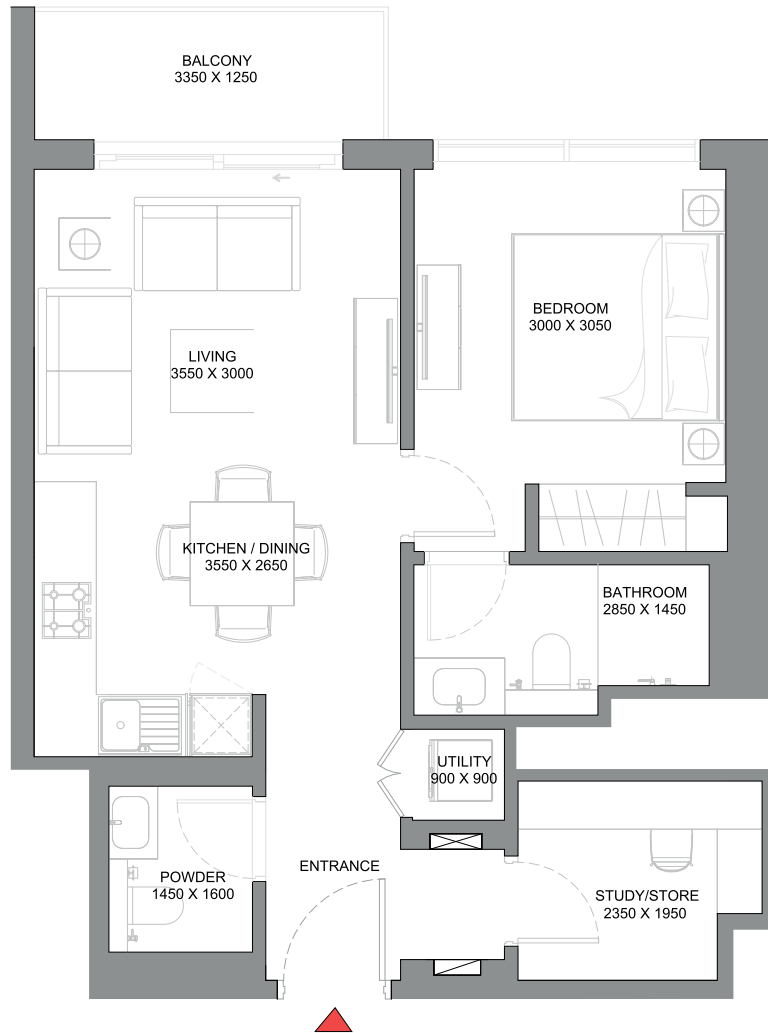 BALCONY
3350 X 1250
BEDROOM
3000 X 3050
LIVING
3550 X 3000
KITCHEN / DINING
3550 X 2650
BATHROOM
2850 X 1450
UTILITY
900 X 900
ENTRANCE
POWDER
1450 X 1600
STUDY/STORE
2350 X 1950